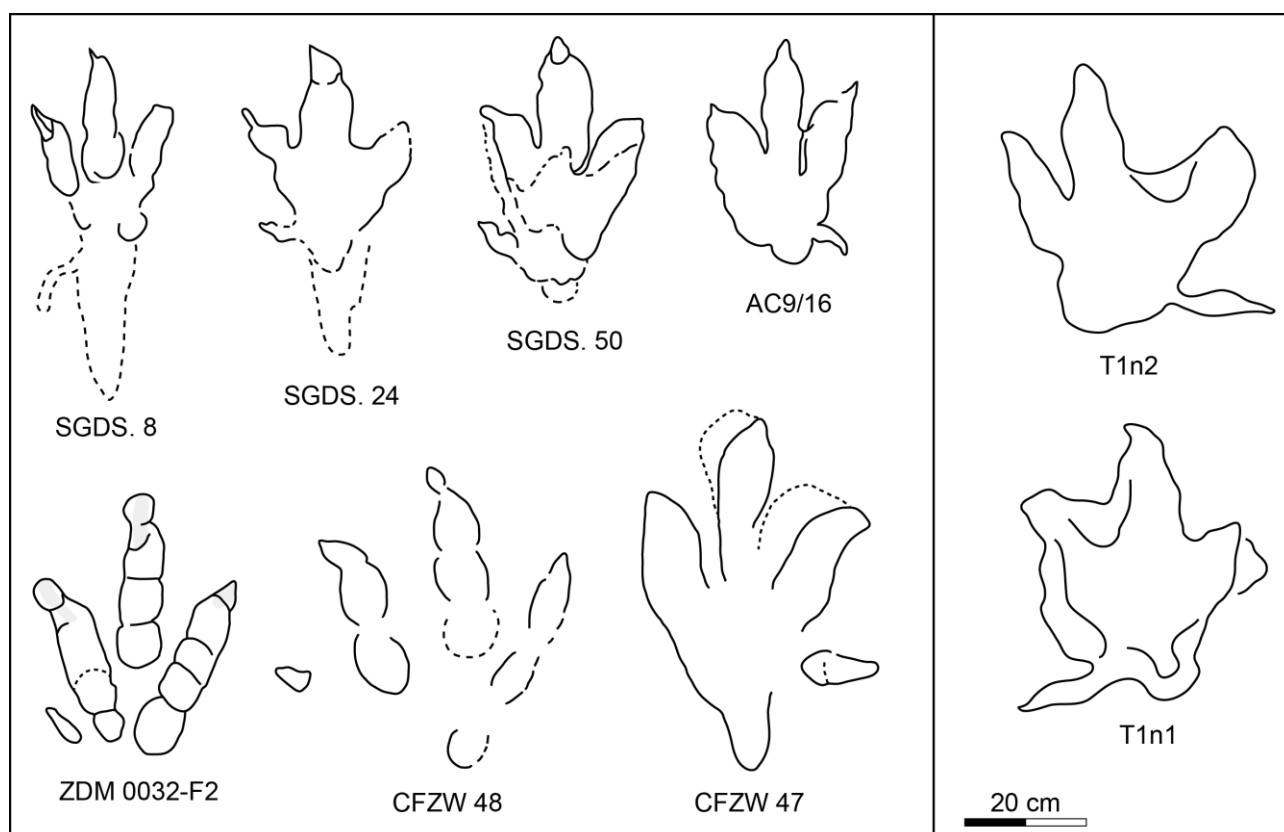 SGDS. 8
SGDS. 24
SGDS. 50
AC9/16
ZDM 0032-F2
CFZW 48
CFZW 47
T1n2
T1n1
20 cm